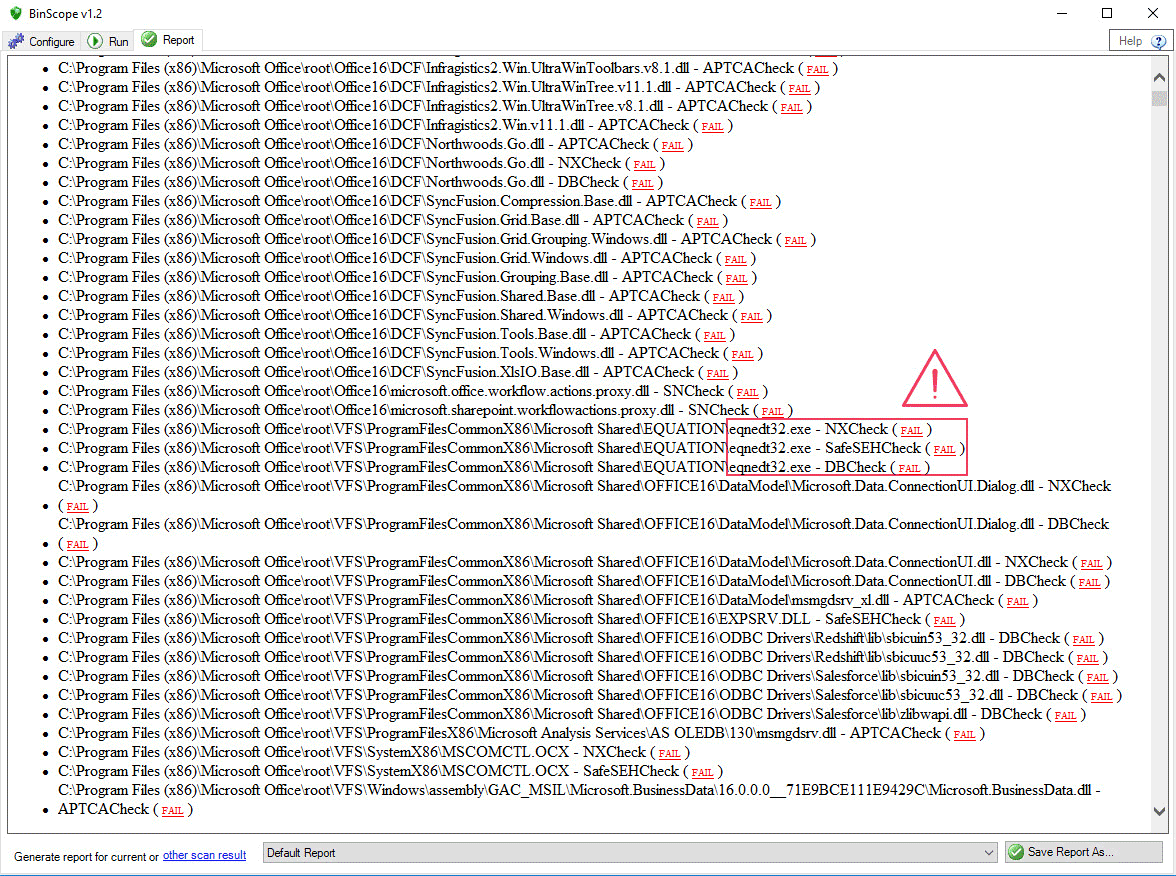 BinScope v1.2
Configure Run Report Help
C:\Program Files (x86)\Microsoft Office\root\Office16\DCF\Infragistics2.Win.UltraWinToolbars.v8.1.dll - APTCACheck ( FAIL )
C:\Program Files (x86)\Microsoft Office\root\Office16\DCF\Infragistics2.Win.UltraWinTree.v11.1.dll - APTCACheck ( FAIL )
C:\Program Files (x86)\Microsoft Office\root\Office16\DCF\Infragistics2.Win.UltraWinTree.v8.1.dll - APTCACheck ( FAIL )
C:\Program Files (x86)\Microsoft Office\root\Office16\DCF\Infragistics2.Win.v11.1.dll - APTCACheck ( FAIL )
C:\Program Files (x86)\Microsoft Office\root\Office16\DCF\Northwoods.Go.dll - APTCACheck ( FAIL )
C:\Program Files (x86)\Microsoft Office\root\Office16\DCF\Northwoods.Go.dll - NXCheck ( FAIL )
C:\Program Files (x86)\Microsoft Office\root\Office16\DCF\Northwoods.Go.dll - DBCheck ( FAIL )
C:\Program Files (x86)\Microsoft Office\root\Office16\DCF\SyncFusion.Compression.Base.dll - APTCACheck ( FAIL )
C:\Program Files (x86)\Microsoft Office\root\Office16\DCF\SyncFusion.Grid.Base.dll - APTCACheck ( FAIL )
C:\Program Files (x86)\Microsoft Office\root\Office16\DCF\SyncFusion.Grid.Grouping.Windows.dll - APTCACheck ( FAIL )
C:\Program Files (x86)\Microsoft Office\root\Office16\DCF\SyncFusion.Grid.Windows.dll - APTCACheck ( FAIL )
C:\Program Files (x86)\Microsoft Office\root\Office16\DCF\SyncFusion.Grouping.Base.dll - APTCACheck ( FAIL )
C:\Program Files (x86)\Microsoft Office\root\Office16\DCF\SyncFusion.Shared.Base.dll - APTCACheck ( FAIL )
C:\Program Files (x86)\Microsoft Office\root\Office16\DCF\SyncFusion.Shared.Windows.dll - APTCACheck ( FAIL )
C:\Program Files (x86)\Microsoft Office\root\Office16\DCF\SyncFusion.Tools.Base.dll - APTCACheck ( FAIL )
C:\Program Files (x86)\Microsoft Office\root\Office16\DCF\SyncFusion.Tools.Windows.dll - APTCACheck ( FAIL )
C:\Program Files (x86)\Microsoft Office\root\Office16\DCF\SyncFusion.XlsIO.Base.dll - APTCACheck ( FAIL )
C:\Program Files (x86)\Microsoft Office\root\Office16\microsoft.office.workflow.actions.proxy.dll - SNCheck ( FAIL )
C:\Program Files (x86)\Microsoft Office\root\Office16\microsoft.sharepoint.workflowactions.proxy.dll - SNCheck ( FAIL )
C:\Program Files (x86)\Microsoft Office\root\VFS\ProgramFilesCommonX86\Microsoft Shared\EQUATION\eqnedt32.exe - NXCheck ( FAIL )
C:\Program Files (x86)\Microsoft Office\root\VFS\ProgramFilesCommonX86\Microsoft Shared\EQUATION\eqnedt32.exe - SafeSEHCheck ( FAIL )
C:\Program Files (x86)\Microsoft Office\root\VFS\ProgramFilesCommonX86\Microsoft Shared\EQUATION\eqnedt32.exe - DBCheck ( FAIL )
C:\Program Files (x86)\Microsoft Office\root\VFS\ProgramFilesCommonX86\Microsoft Shared\OFFICE16\DataModel\Microsoft.Data.ConnectionUI.Dialog.dll - NXCheck
( FAIL )
C:\Program Files (x86)\Microsoft Office\root\VFS\ProgramFilesCommonX86\Microsoft Shared\OFFICE16\DataModel\Microsoft.Data.ConnectionUI.Dialog.dll - DBCheck
( FAIL )
C:\Program Files (x86)\Microsoft Office\root\VFS\ProgramFilesCommonX86\Microsoft Shared\OFFICE16\DataModel\Microsoft.Data.ConnectionUI.dll - NXCheck ( FAIL )
C:\Program Files (x86)\Microsoft Office\root\VFS\ProgramFilesCommonX86\Microsoft Shared\OFFICE16\DataModel\Microsoft.Data.ConnectionUI.dll - DBCheck ( FAIL )
C:\Program Files (x86)\Microsoft Office\root\VFS\ProgramFilesCommonX86\Microsoft Shared\OFFICE16\DataModel\msmgdsrv_xl.dll - APTCACheck ( FAIL )
C:\Program Files (x86)\Microsoft Office\root\VFS\ProgramFilesCommonX86\Microsoft Shared\OFFICE16\EXPSRV.DLL - SafeSEHCheck ( FAIL )
C:\Program Files (x86)\Microsoft Office\root\VFS\ProgramFilesCommonX86\Microsoft Shared\OFFICE16\ODBC Drivers\Redshift\lib\sbicuin53_32.dll - DBCheck ( FAIL )
C:\Program Files (x86)\Microsoft Office\root\VFS\ProgramFilesCommonX86\Microsoft Shared\OFFICE16\ODBC Drivers\Redshift\lib\sbicuuc53_32.dll - DBCheck ( FAIL )
C:\Program Files (x86)\Microsoft Office\root\VFS\ProgramFilesCommonX86\Microsoft Shared\OFFICE16\ODBC Drivers\Salesforce\lib\sbicuin53_32.dll - DBCheck ( FAIL )
C:\Program Files (x86)\Microsoft Office\root\VFS\ProgramFilesCommonX86\Microsoft Shared\OFFICE16\ODBC Drivers\Salesforce\lib\sbicuuc53_32.dll - DBCheck ( FAIL )
C:\Program Files (x86)\Microsoft Office\root\VFS\ProgramFilesCommonX86\Microsoft Shared\OFFICE16\ODBC Drivers\Salesforce\lib\zlibwapi.dll - DBCheck ( FAIL )
C:\Program Files (x86)\Microsoft Office\root\VFS\ProgramFilesX86\Microsoft Analysis Services\AS OLEDB\130\msmgdsrv.dll - APTCACheck ( FAIL )
C:\Program Files (x86)\Microsoft Office\root\VFS\SystemX86\MSCOMCTL.OCX - NXCheck ( FAIL )
C:\Program Files (x86)\Microsoft Office\root\VFS\SystemX86\MSCOMCTL.OCX - SafeSEHCheck ( FAIL )
C:\Program Files (x86)\Microsoft Office\root\VFS\Windows\assembly\GAC_MSIL\Microsoft.BusinessData\16.0.0.0__71E9BCE111E9429C\Microsoft.BusinessData.dll -
APTCACheck ( FAIL )
Generate report for current or other scan result Default Report Save Report As...